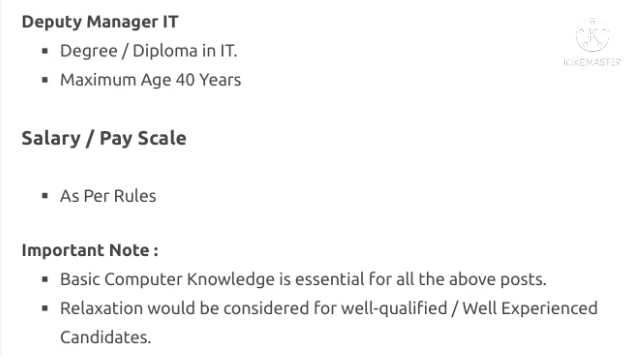 Deputy Manager IT
▪ Degree / Diploma in IT.
▪ Maximum Age 40 Years
Salary / Pay Scale
▪ As Per Rules
Important Note :
▪ Basic Computer Knowledge is essential for all the above posts.
▪ Relaxation would be considered for well-qualified / Well Experienced
Candidates.
K
KINEMASTER